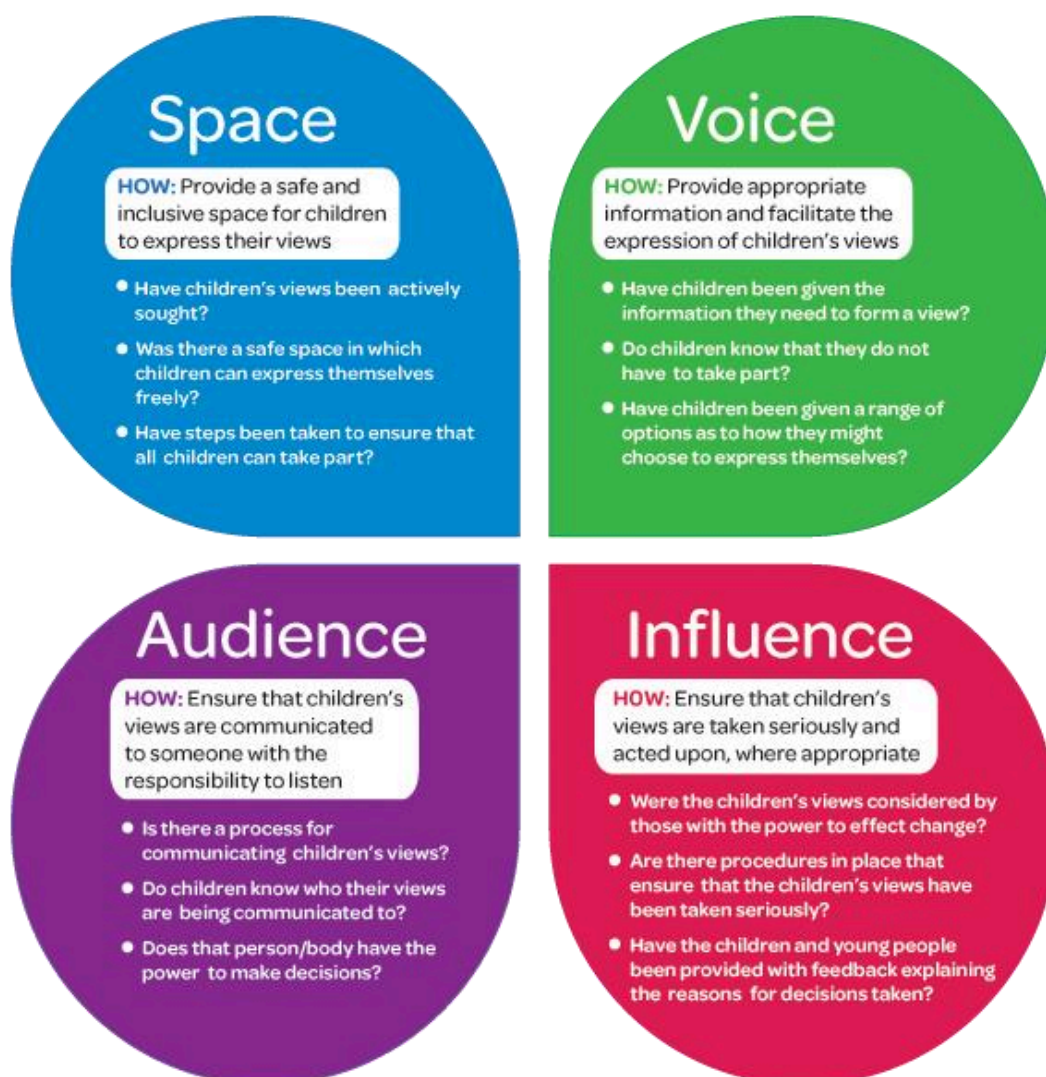 Space
HOW: Provide a safe and
inclusive space for children
to express their views
• Have children's views been actively
sought?
• Was there a safe space in which
children can express themselves
freely?
• Have steps been taken to ensure that
all children can take part?
Voice
HOW: Provide appropriate
information and facilitate the
expression of children's views
• Have children been given the
information they need to form a view?
• Do children know that they do not
have to take part?
• Have children been given a range of
options as to how they might
choose to express themselves?
Audience
HOW: Ensure that children's
views are communicated
to someone with the
responsibility to listen
• Is there a process for
communicating children's views?
• Do children know who their views
are being communicated to?
• Does that person/body have the
power to make decisions?
Influence
HOW: Ensure that children's
views are taken seriously and
acted upon, where appropriate
• Were the children's views considered by
those with the power to effect change?
• Are there procedures in place that
ensure that the children's views have
been taken seriously?
• Have the children and young people
been provided with feedback explaining
the reasons for decisions taken?